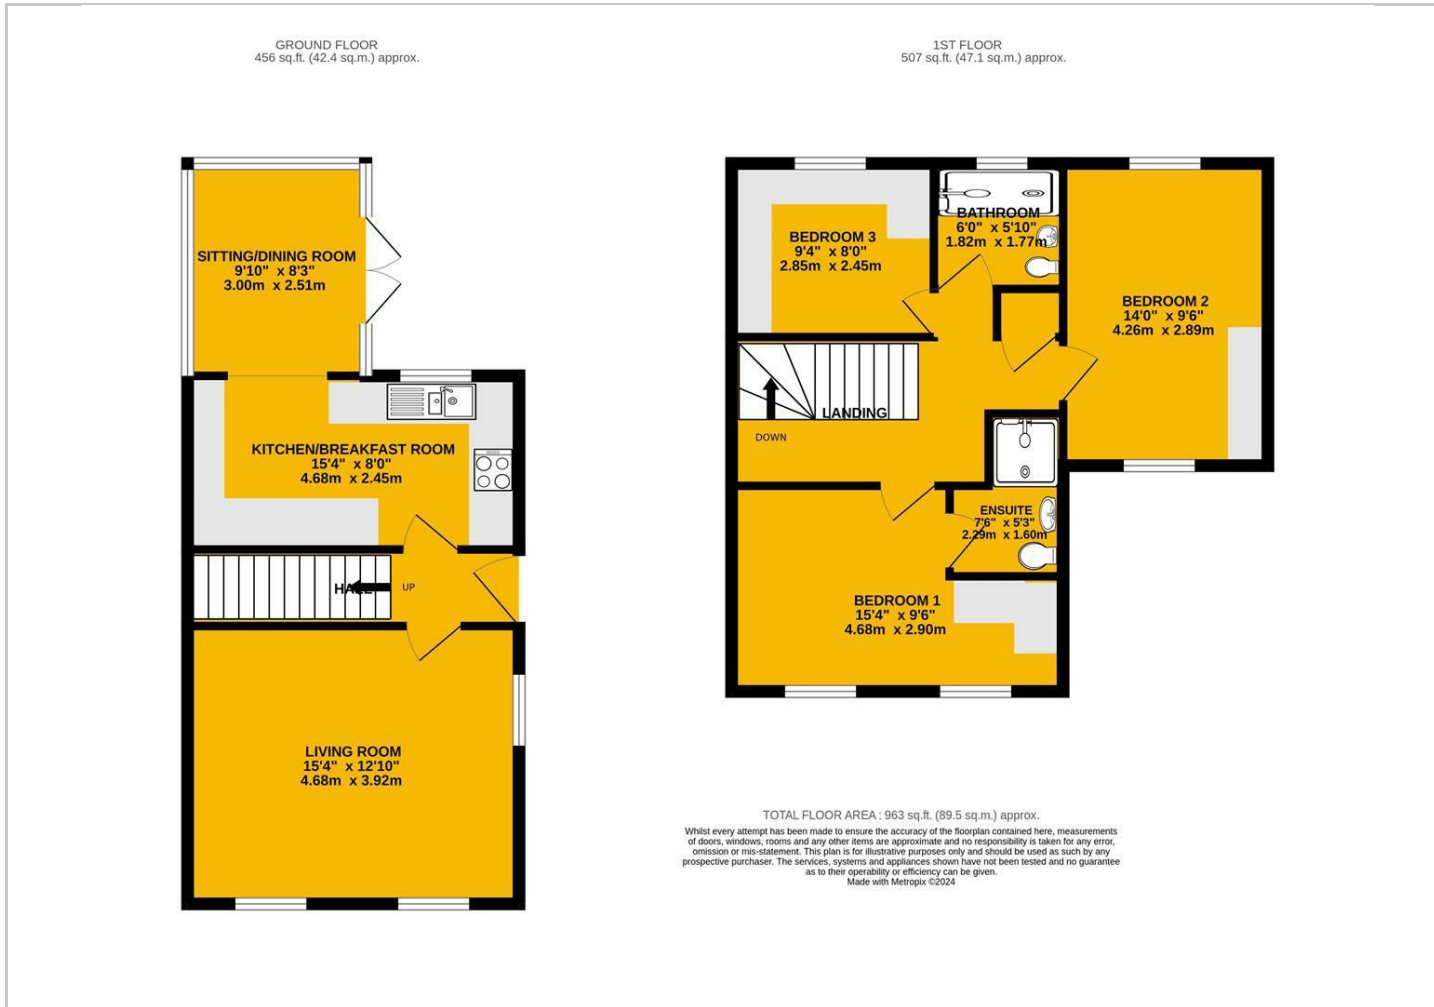 GROUND FLOOR
456 sq.ft. (42.4 sq.m.) approx.
SITTING/DINING ROOM
9'10" x 8'3"
3.00m x 2.51m
KITCHEN/BREAKFAST ROOM
15'4" x 8'0"
4.68m x 2.45m
HALL
UP
LIVING ROOM
15'4" x 12'10"
4.68m x 3.92m
1ST FLOOR
507 sq.ft. (47.1 sq.m.) approx.
BEDROOM 3
9'4" x 8'0"
2.85m x 2.45m
BATHROOM
6'0" x 5'10"
1.82m x 1.77m
BEDROOM 2
14'0" x 9'6"
4.26m x 2.89m
LANDING
DOWN
ENSUITE
7'6" x 5'3"
2.29m x 1.60m
BEDROOM 1
15'4" x 9'6"
4.68m x 2.90m
TOTAL FLOOR AREA : 963 sq.ft. (89.5 sq.m.) approx.
Whilst every attempt has been made to ensure the accuracy of the floorplan contained here, measurements
of doors, windows, rooms and any other items are approximate and no responsibility is taken for any error,
omission or mis-statement. This plan is for illustrative purposes only and should be used as such by any
prospective purchaser. The services, systems and appliances shown have not been tested and no guarantee
as to their operability or efficiency can be given.
Made with Metropix ©2024